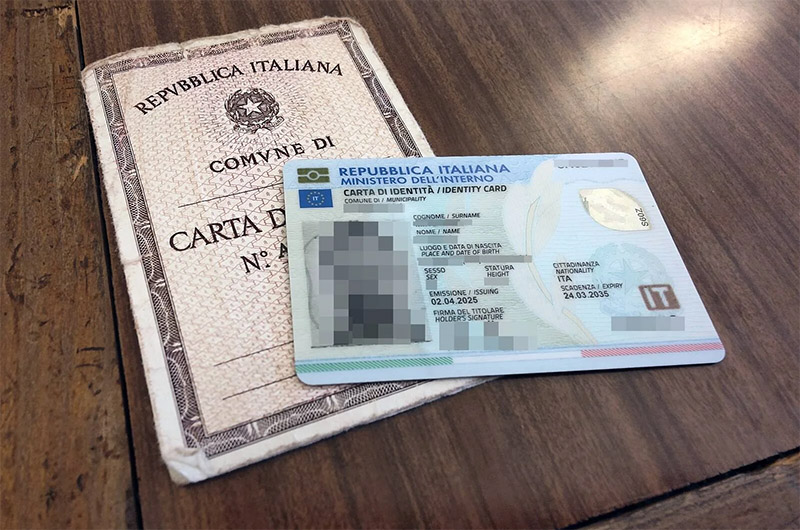 REPVBBLICA ITALIANA
COMVNE DI
CARTA D
N° A
REPUBBLICA ITALIANA
MINISTERO DELL'INTERNO
CARTA DI IDENTITÀ / IDENTITY CARD
COMUNE DI / MUNICIPALITY
IT
COGNOME / SURNAME
NOME / NAME
LUOGO E DATA DI NASCITA
PLACE AND DATE OF BIRTH
SESSO
SEX
STATURA
HEIGHT
CITTADINANZA
NATIONALITY
ITA
EMISSIONE / ISSUING
02.04.2025
SCADENZA / EXPIRY
24.03.2035
FIRMA DEL TITOLARE
HOLDER'S SIGNATURE
IT